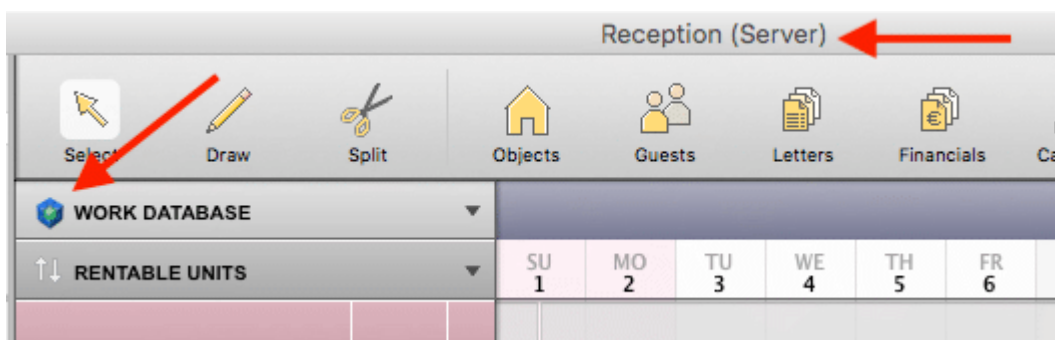 Reception (Server)
Select Draw Split Objects Guests Letters Financials
WORK DATABASE
RENTABLE UNITS
SU MO TU WE TH FR
1 2 3 4 5 6